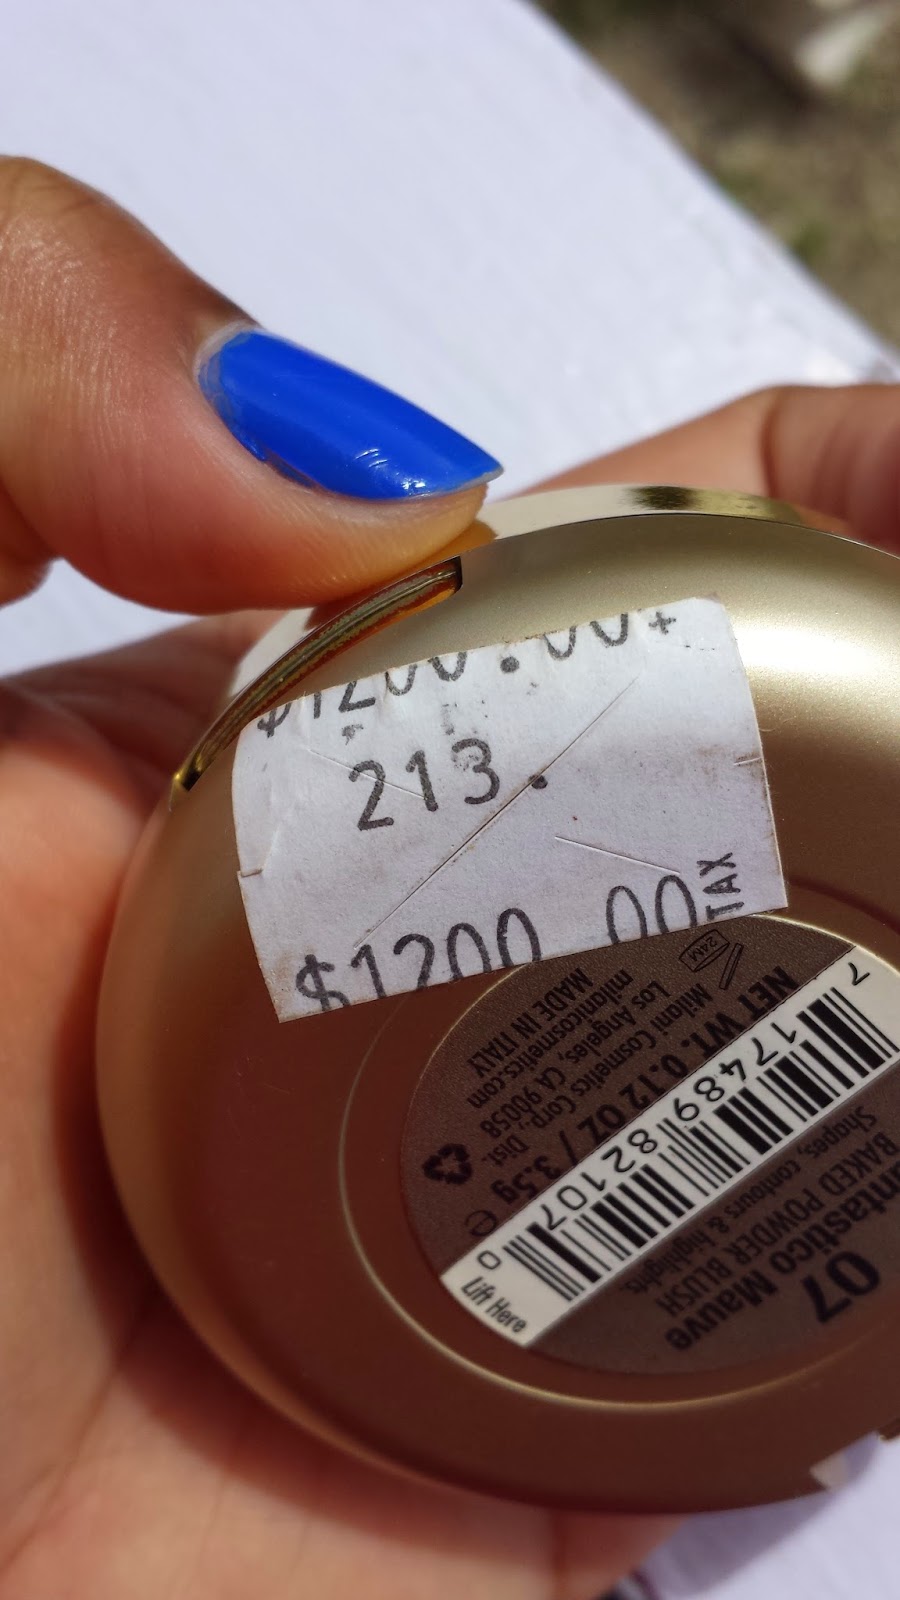 $1200.00+
213.
$1200.00
TAX
07
antastico Mauve
BAKED POWDER BLUSH
Shapes, contours & highlights.
7 17489 82107 0
Lift Here
NET WT. 0.12 OZ / 3.5g e
Milani Cosmetics Corp., Dist.
Los Angeles, CA 90058
milanicosmetics.com
MADE IN ITALY
24M